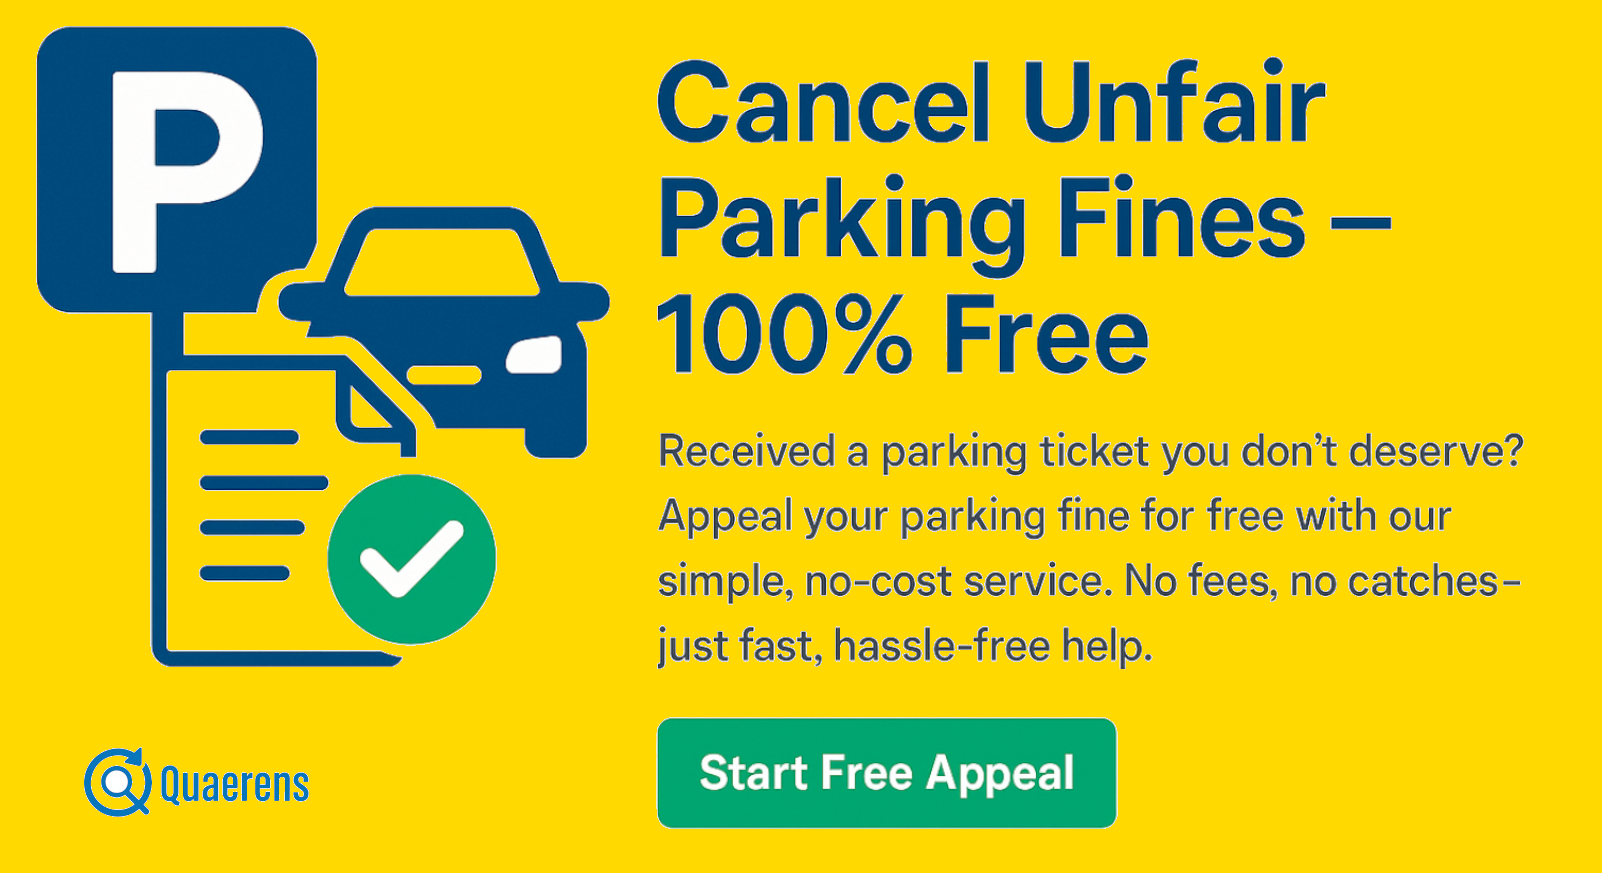 P
Cancel Unfair
Parking Fines –
100% Free
Received a parking ticket you don’t deserve?
Appeal your parking fine for free with our
simple, no-cost service. No fees, no catches–
just fast, hassle-free help.
Start Free Appeal
Quaerens